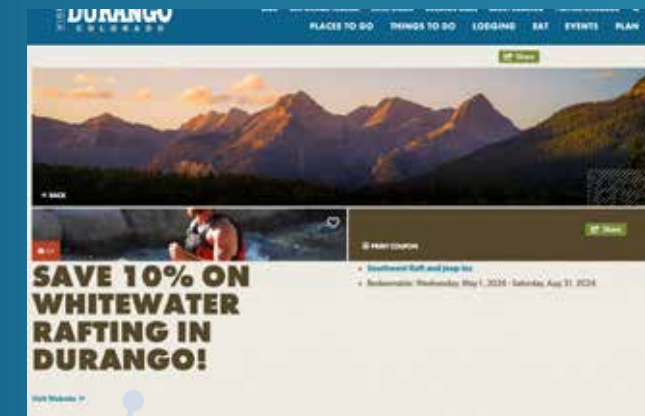 DURANGO
COLORADO
PLACES TO GO THINGS TO DO LODGING EAT EVENTS PLAN
Share
< BACK
Share
PRINT COUPON
SAVE 10% ON
WHITEWATER
RAFTING IN
DURANGO!
Southwest Raft and Jeep Inc
Redeemable: Wednesday, May 1, 2024 - Saturday, Aug 31, 2024
Visit Website